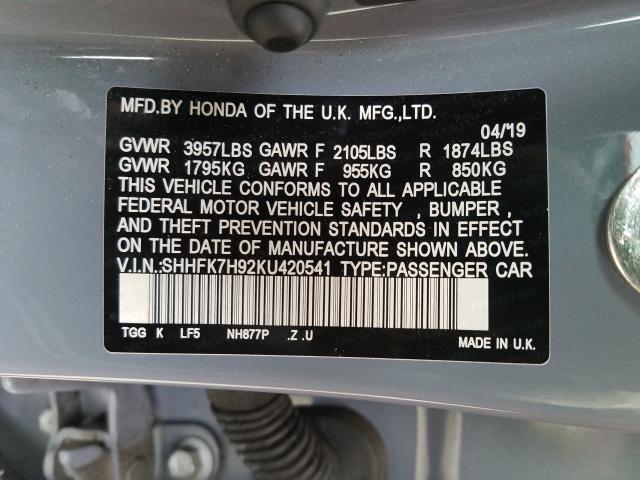 MFD.BY HONDA OF THE U.K. MFG.,LTD.
04/'19
GVWR 3957LBS GAWR F 2105LBS R 1874LBS
GVWR 1795KG GAWR F 955KG R 850KG
THIS VEHICLE CONFORMS TO ALL APPLICABLE
FEDERAL MOTOR VEHICLE SAFETY , BUMPER ,
AND THEFT PREVENTION STANDARDS IN EFFECT
ON THE DATE OF MANUFACTURE SHOWN ABOVE.
V.I.N.:SHHFK7H92KU420541 TYPE:PASSENGER CAR
TGG K LF5 NH877P .Z .U MADE IN U.K.